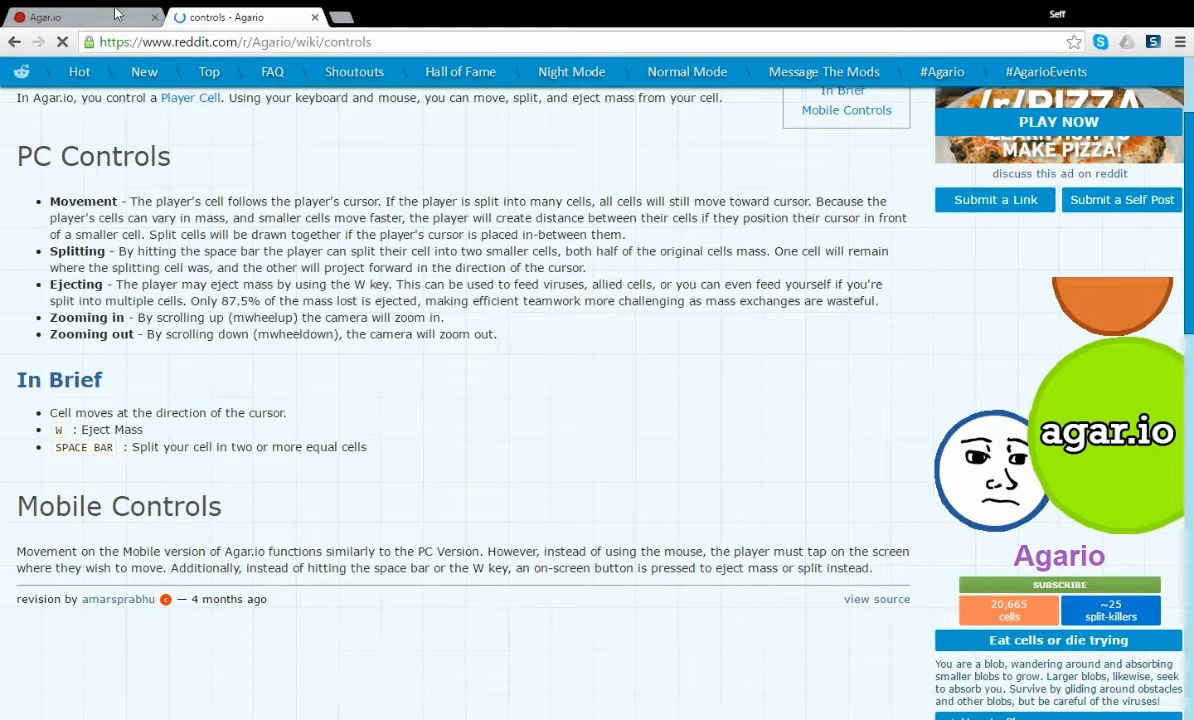 Agar.io
controls - Agario
Seff
https://www.reddit.com/r/Agario/wiki/controls
Hot
New
Top
FAQ
Shoutouts
Hall of Fame
Night Mode
Normal Mode
Message The Mods
#Agario
#AgarioEvents
In Agar.io, you control a Player Cell. Using your keyboard and mouse, you can move, split, and eject mass from your cell.
In Brief
Mobile Controls
PC Controls
• Movement - The player's cell follows the player's cursor. If the player is split into many cells, all cells will still move toward cursor. Because the
player's cells can vary in mass, and smaller cells move faster, the player will create distance between their cells if they position their cursor in front
of a smaller cell. Split cells will be drawn together if the player's cursor is placed in-between them.
• Splitting - By hitting the space bar the player can split their cell into two smaller cells, both half of the original cells mass. One cell will remain
where the splitting cell was, and the other will project forward in the direction of the cursor.
• Ejecting - The player may eject mass by using the W key. This can be used to feed viruses, allied cells, or you can even feed yourself if you're
split into multiple cells. Only 87.5% of the mass lost is ejected, making efficient teamwork more challenging as mass exchanges are wasteful.
• Zooming in - By scrolling up (mwheelup) the camera will zoom in.
• Zooming out - By scrolling down (mwheeldown), the camera will zoom out.
In Brief
• Cell moves at the direction of the cursor.
• W : Eject Mass
• SPACE BAR : Split your cell in two or more equal cells
Mobile Controls
Movement on the Mobile version of Agar.io functions similarly to the PC Version. However, instead of using the mouse, the player must tap on the screen
where they wish to move. Additionally, instead of hitting the space bar or the W key, an on-screen button is pressed to eject mass or split instead.
revision by amarsprabhu c — 4 months ago
view source
/r/PIZZA
PLAY NOW
LEARN HOW TO
MAKE PIZZA!
discuss this ad on reddit
Submit a Link
Submit a Self Post
agar.io
Agario
SUBSCRIBE
20,665
cells
~25
split-killers
Eat cells or die trying
You are a blob, wandering around and absorbing
smaller blobs to grow. Larger blobs, likewise, seek
to absorb you. Survive by gliding around obstacles
and other blobs, but be careful of the viruses!